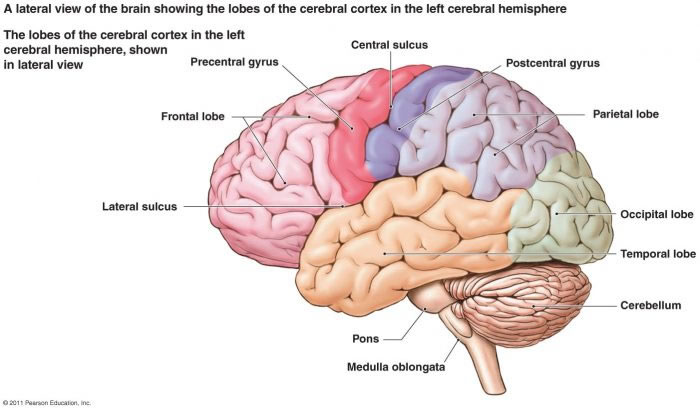 A lateral view of the brain showing the lobes of the cerebral cortex in the left cerebral hemisphere
The lobes of the cerebral cortex in the left
cerebral hemisphere, shown
in lateral view
Central sulcus
Precentral gyrus
Postcentral gyrus
Frontal lobe
Parietal lobe
Lateral sulcus
Occipital lobe
Temporal lobe
Cerebellum
Pons
Medulla oblongata
© 2011 Pearson Education, Inc.